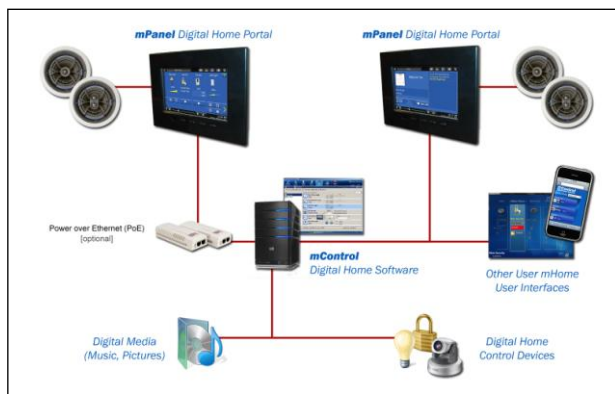 mPanel Digital Home Portal
mPanel Digital Home Portal
Power over Ethernet (PoE)
[optional]
mControl
Digital Home Software
Other User mHome
User Interfaces
Digital Media
(Music, Pictures)
Digital Home
Control Devices